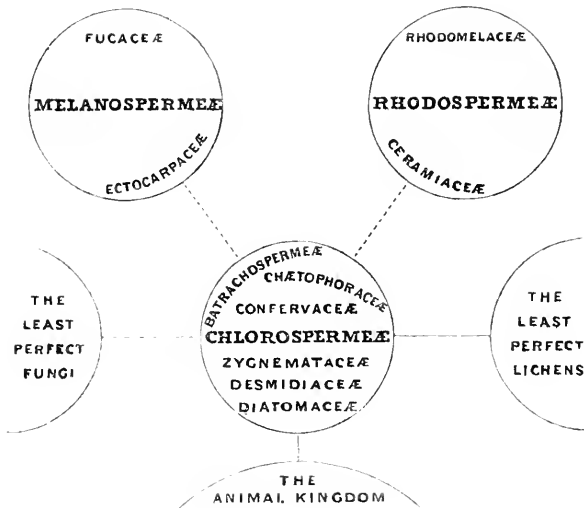 FUCACEÆ
MELANOSPERMEÆ
ECTOCARPACEÆ
RHODOMELACEÆ
RHODOSPERMEÆ
CERAMIACEÆ
THE
LEAST
PERFECT
FUNGI
BATRACHOSPERMEÆ
CHÆTOPHORACEÆ
CONFERVACEÆ
CHLOROSPERMEÆ
ZYGNEMATACEÆ
DESMIDIACEÆ
DIATOMACEÆ
THE
LEAST
PERFECT
LICHENS
THE
ANIMAL KINGDOM